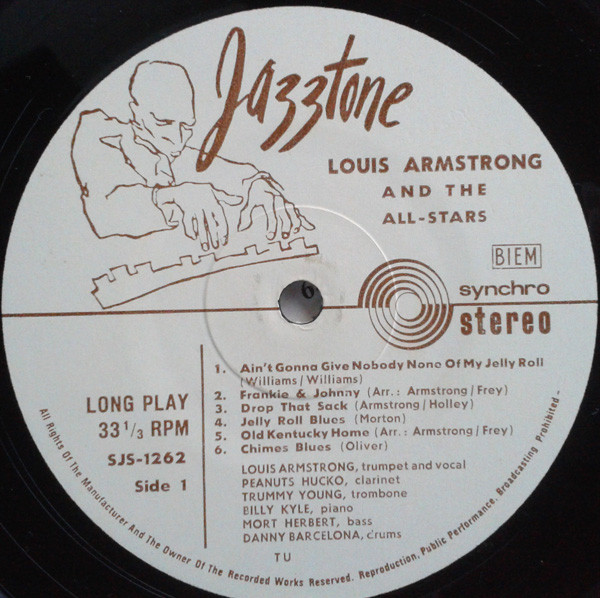 Jazztone
LOUIS ARMSTRONG
AND THE
ALL-STARS
BIEM
synchro
stereo
6
LONG PLAY
33 1/3 RPM
SJS-1262
Side 1
1. Ain't Gonna Give Nobody None Of My Jelly Roll
(Williams/Williams)
2. Frankie & Johnny (Arr.: Armstrong/Frey)
3. Drop That Sack (Armstrong/Holley)
4. Jelly Roll Blues (Morton)
5. Old Kentucky Home (Arr.: Armstrong/Frey)
6. Chimes Blues (Oliver)
LOUIS ARMSTRONG, trumpet and vocal
PEANUTS HUCKO, clarinet
TRUMMY YOUNG, trombone
BILLY KYLE, piano
MORT HERBERT, bass
DANNY BARCELONA, drums
TU
All Rights Of The Manufacturer And The Owner Of The Recorded Works Reserved. Reproduction, Public Performance, Broadcasting Prohibited -